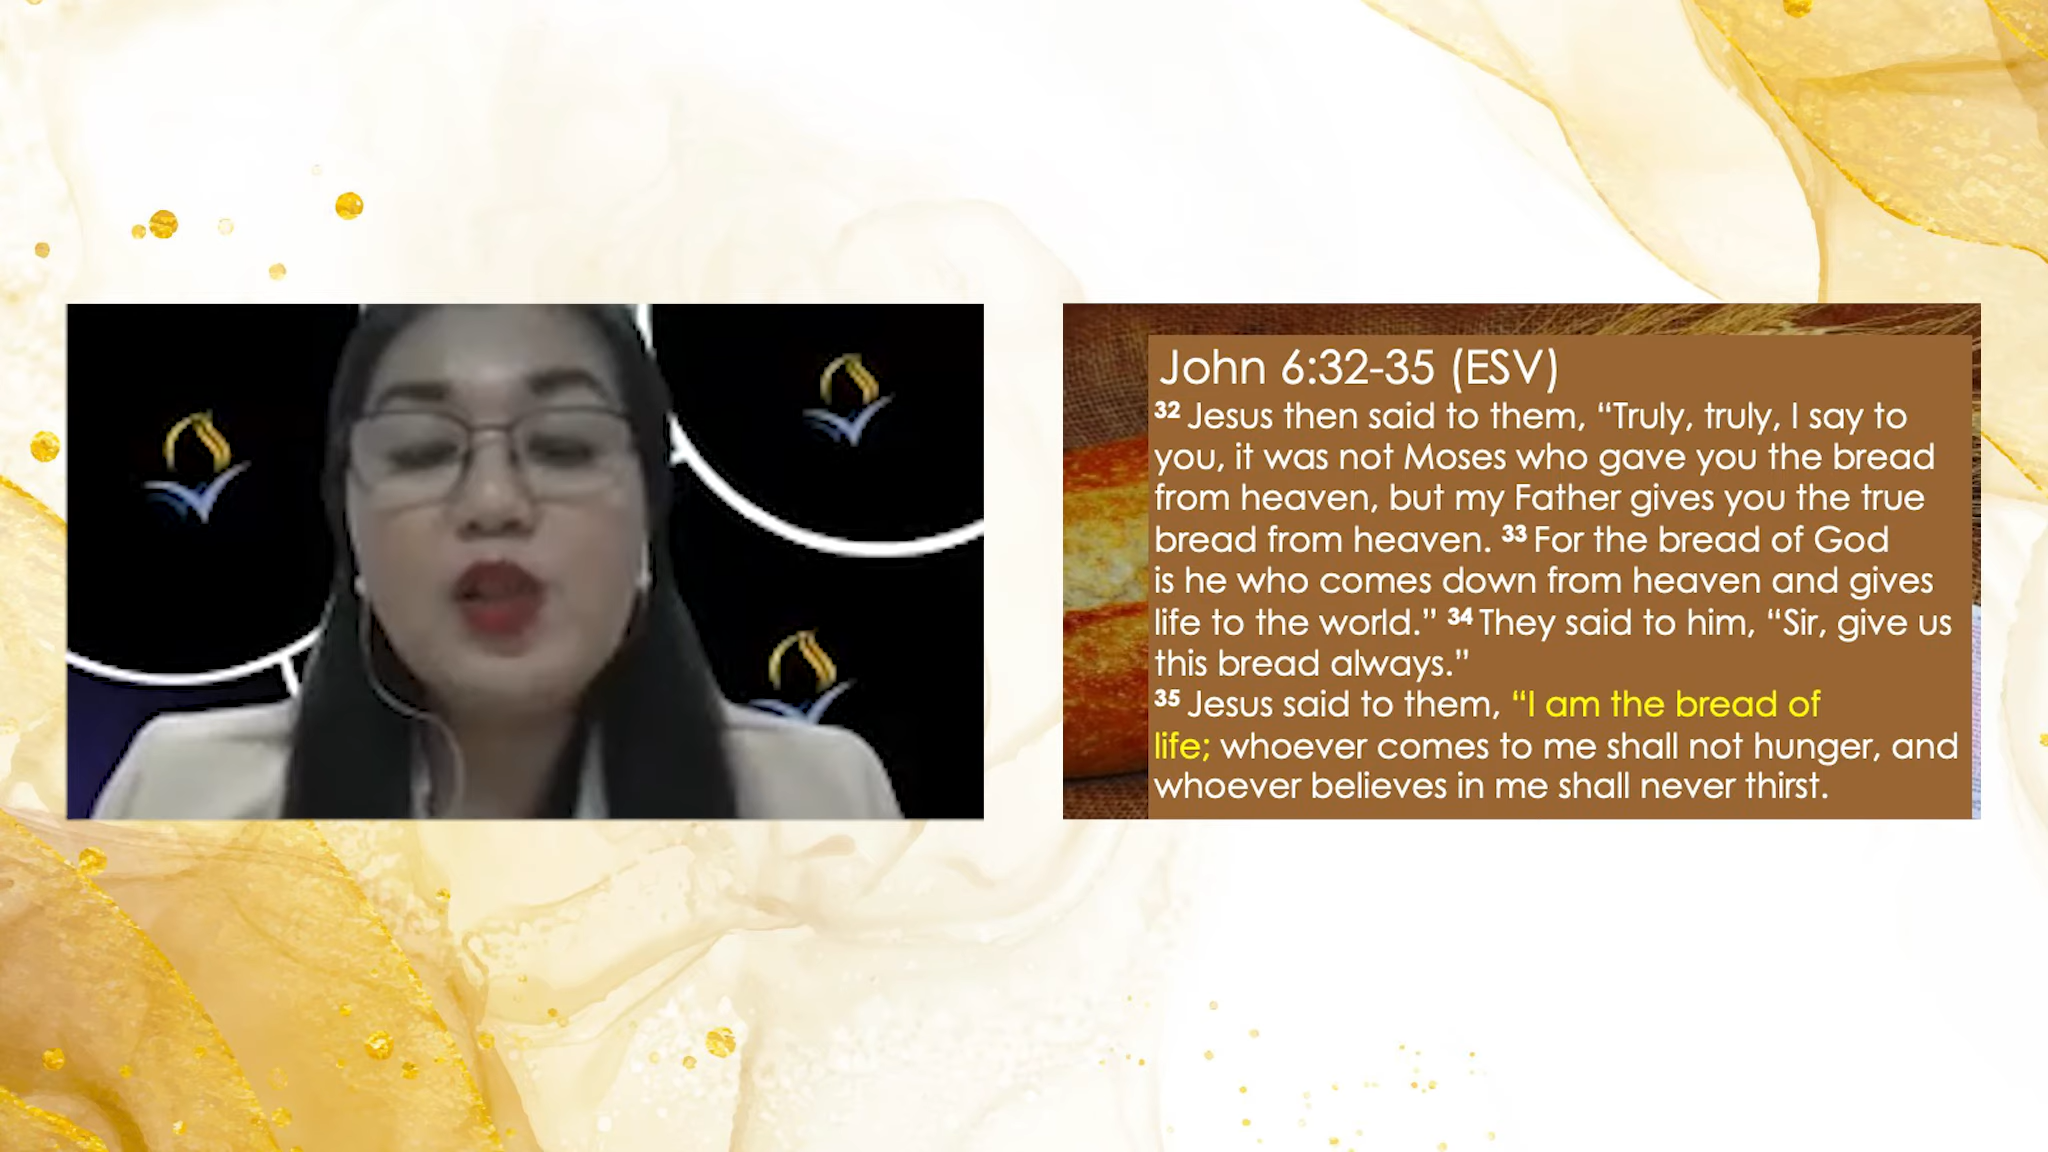 John 6:32-35 (ESV)
32 Jesus then said to them, “Truly, truly, I say to
you, it was not Moses who gave you the bread
from heaven, but my Father gives you the true
bread from heaven. 33 For the bread of God
is he who comes down from heaven and gives
life to the world.” 34 They said to him, “Sir, give us
this bread always.”
35 Jesus said to them, “I am the bread of
life; whoever comes to me shall not hunger, and
whoever believes in me shall never thirst.